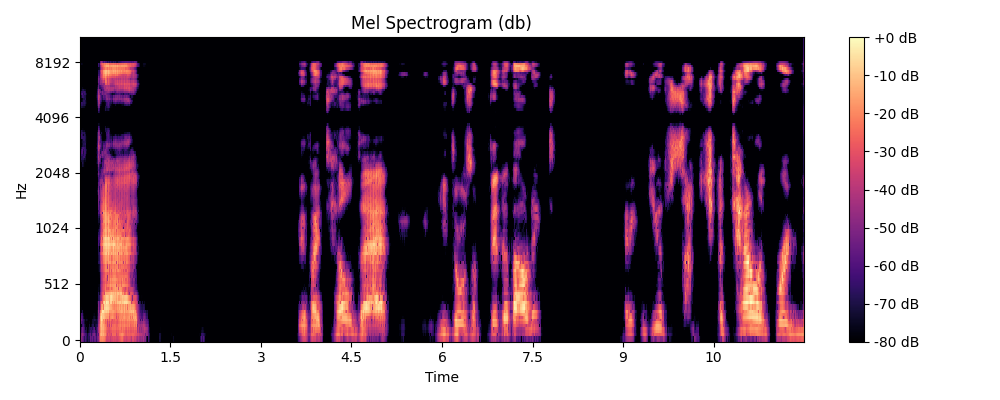 Mel Spectrogram (db)
8192
4096
2048
1024
512
0
Hz
0 1.5 3 4.5 6 7.5 9 10
Time
+0 dB
-10 dB
-20 dB
-30 dB
-40 dB
-50 dB
-60 dB
-70 dB
-80 dB